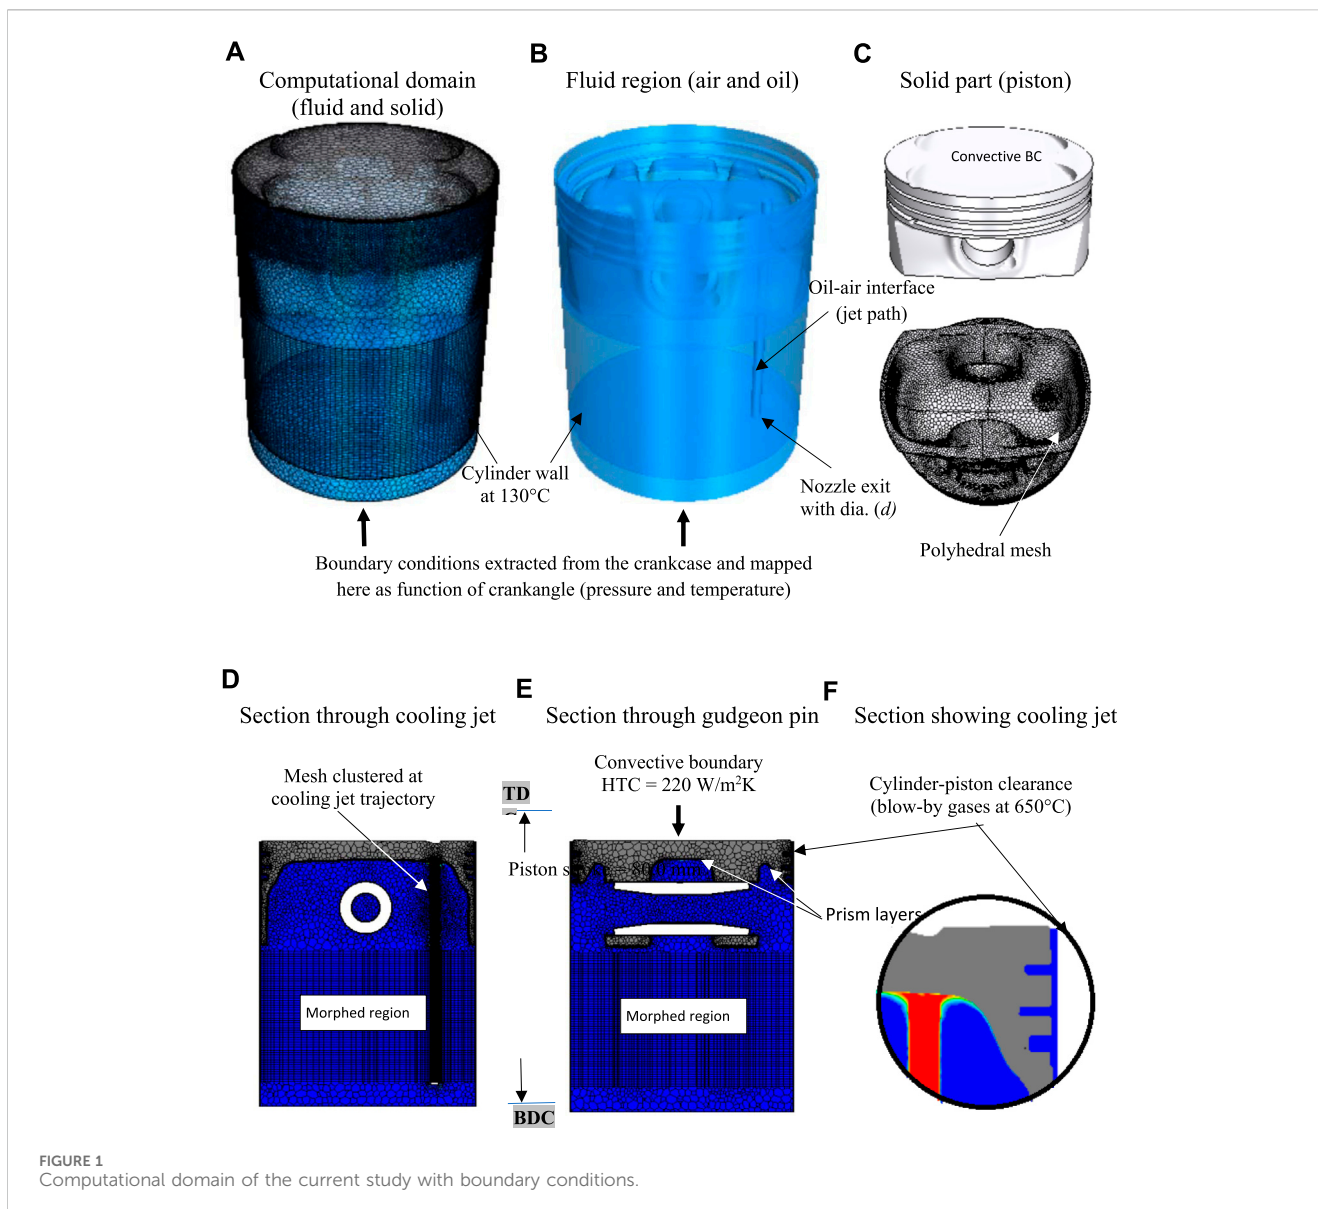 A
B
C
Computational domain
(fluid and solid)
Fluid region (air and oil)
Solid part (piston)
Convective BC
Oil-air interface
(jet path)
Cylinder wall
at 130°C
Nozzle exit
with dia. (d)
Polyhedral mesh
Boundary conditions extracted from the crankcase and mapped
here as function of crankangle (pressure and temperature)
D
E
F
Section through cooling jet
Section through gudgeon pin
Section showing cooling jet
Mesh clustered at
cooling jet trajectory
TD
Convective boundary
HTC = 220 W/m²K
Cylinder-piston clearance
(blow-by gases at 650°C)
Piston
Prism layers
Morphed region
Morphed region
BDC
FIGURE 1
Computational domain of the current study with boundary conditions.